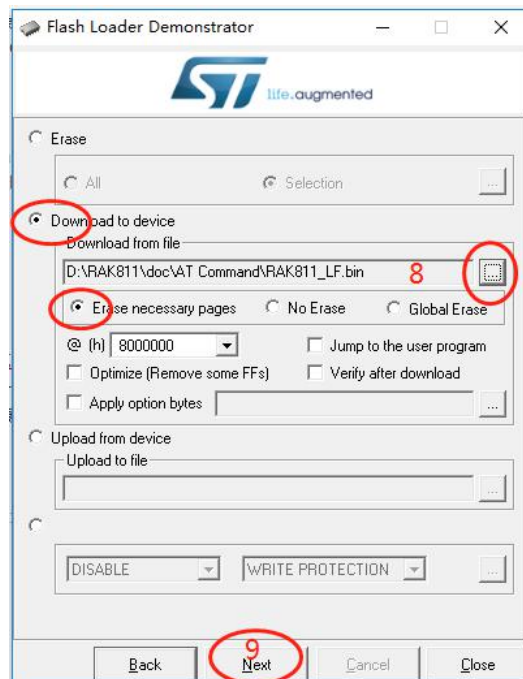 Flash Loader Demonstrator
ST
life.augmented
Erase
All
Selection
...
Download to device
Download from file
D:\RAK811\doc\AT Command\RAK811_LF.bin
8
...
Erase necessary pages
No Erase
Global Erase
@ (h)
8000000
Jump to the user program
Optimize (Remove some FFs)
Verify after download
Apply option bytes
...
Upload from device
Upload to file
...
DISABLE
WRITE PROTECTION
...
9
Back
Next
Cancel
Close